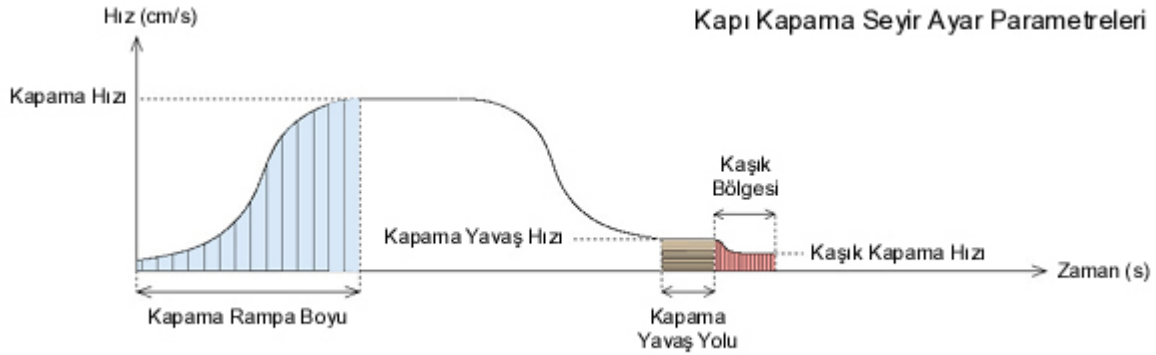 Hız (cm/s)
Kapı Kapama Seyir Ayar Parametreleri
Kapama Hızı
Kaşık
Bölgesi
Kapama Yavaş Hızı
Kaşık Kapama Hızı
Zaman (s)
Kapama Rampa Boyu
Kapama
Yavaş Yolu